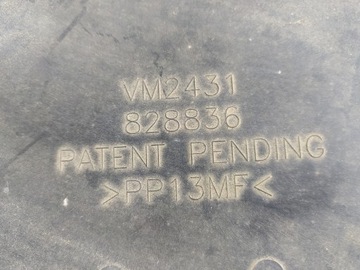 VM2431
828836
PATENT PENDING
>PP13MF<